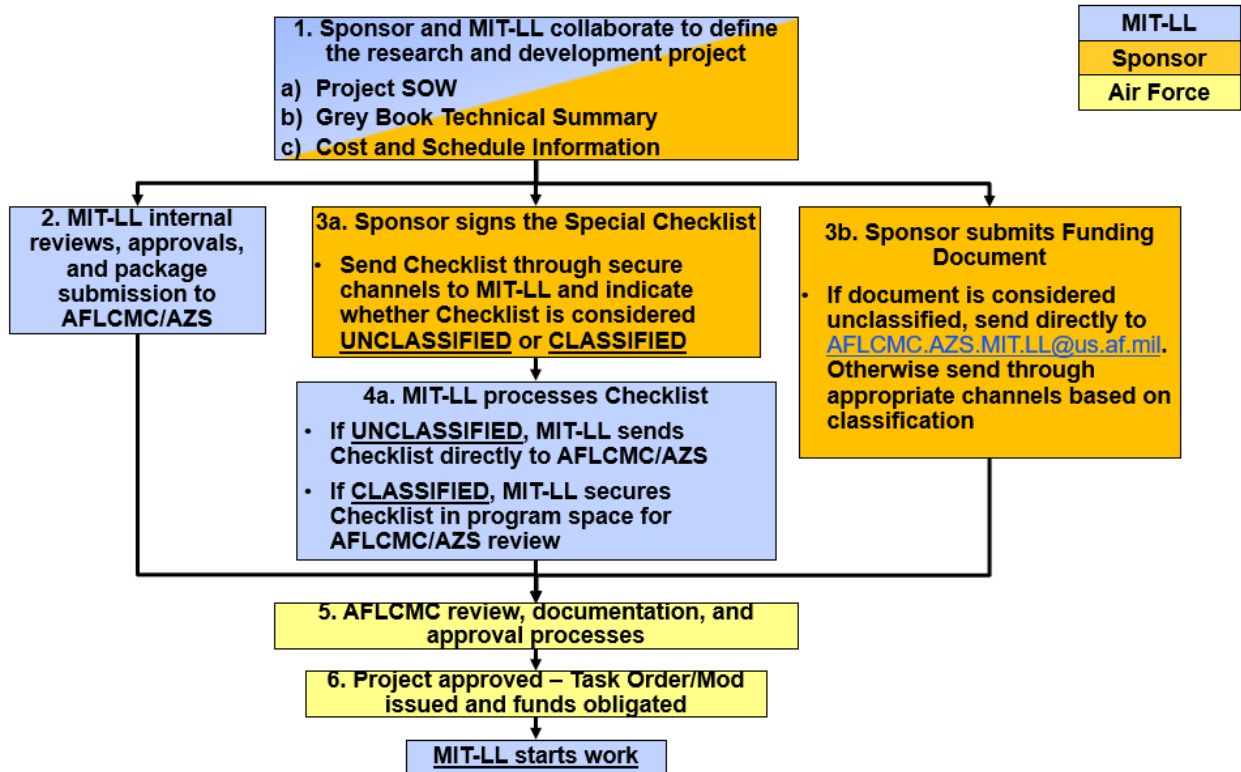 1. Sponsor and MIT-LL collaborate to define
the research and development project
a) Project SOW
b) Grey Book Technical Summary
c) Cost and Schedule Information
MIT-LL
Sponsor
Air Force
2. MIT-LL internal
reviews, approvals,
and package
submission to
AFLCMC/AZS
3a. Sponsor signs the Special Checklist
• Send Checklist through secure
channels to MIT-LL and indicate
whether Checklist is considered
UNCLASSIFIED or CLASSIFIED
3b. Sponsor submits Funding
Document
• If document is considered
unclassified, send directly to
AFLCMC.AZS.MIT.LL@us.af.mil.
Otherwise send through
appropriate channels based on
classification
4a. MIT-LL processes Checklist
• If UNCLASSIFIED, MIT-LL sends
Checklist directly to AFLCMC/AZS
• If CLASSIFIED, MIT-LL secures
Checklist in program space for
AFLCMC/AZS review
5. AFLCMC review, documentation, and
approval processes
6. Project approved – Task Order/Mod
issued and funds obligated
MIT-LL starts work